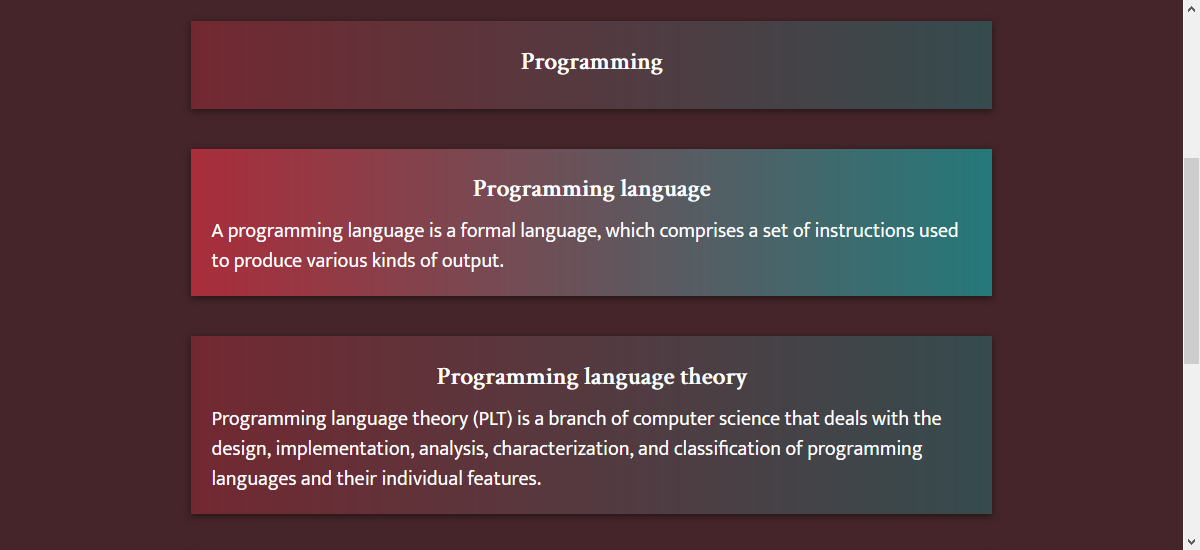 Programming
Programming language
A programming language is a formal language, which comprises a set of instructions used
to produce various kinds of output.
Programming language theory
Programming language theory (PLT) is a branch of computer science that deals with the
design, implementation, analysis, characterization, and classification of programming
languages and their individual features.